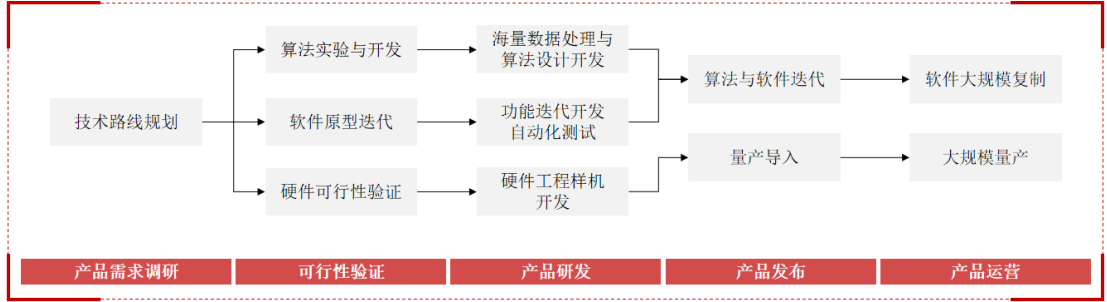 算法实验与开发
海量数据处理与
算法设计开发
算法与软件迭代
软件大规模复制
技术路线规划
软件原型迭代
功能迭代开发
自动化测试
量产导入
大规模量产
硬件可行性验证
硬件工程样机
开发
产品需求调研
可行性验证
产品研发
产品发布
产品运营